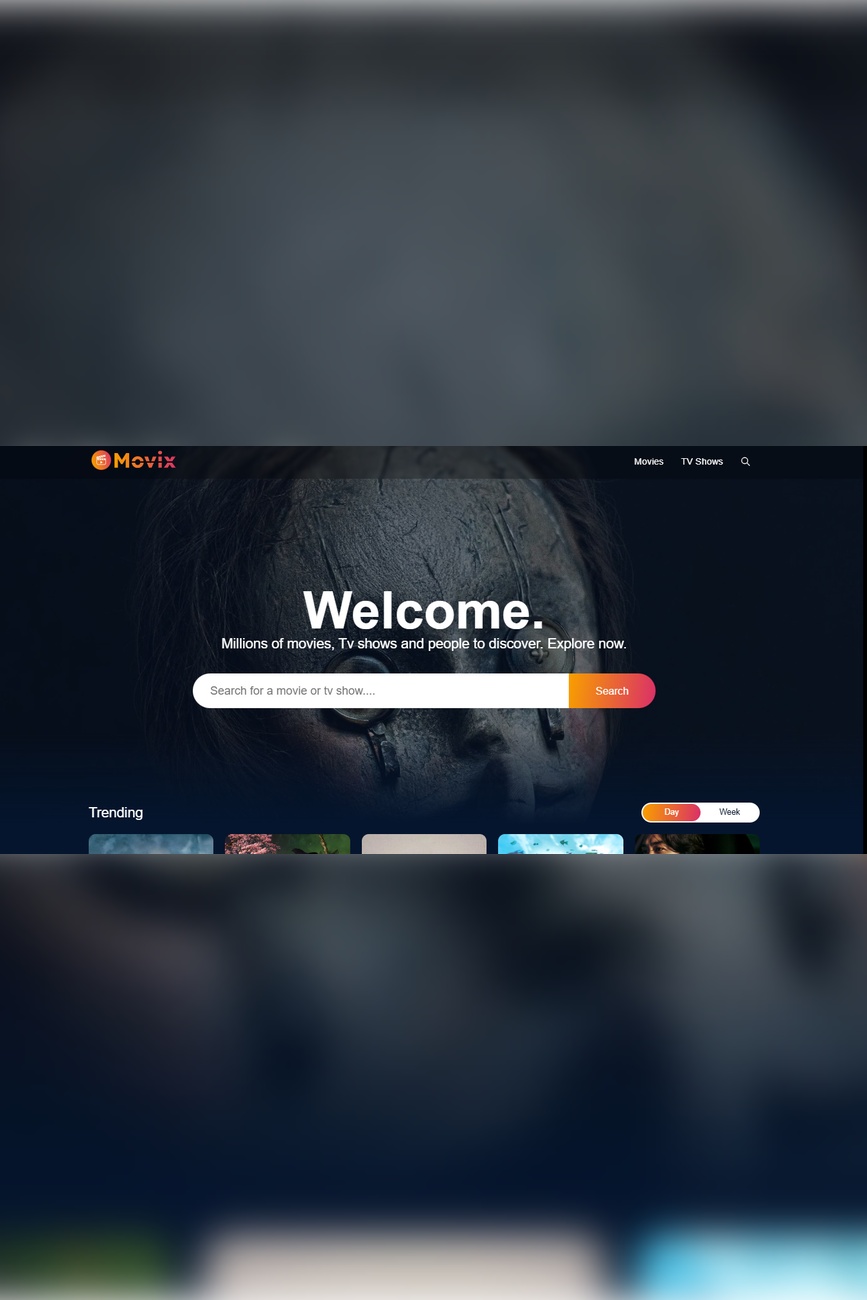 Movix
Movies
TV Shows
Welcome.
Millions of movies, Tv shows and people to discover. Explore now.
Search for a movie or tv show....
Search
Trending
Day
Week